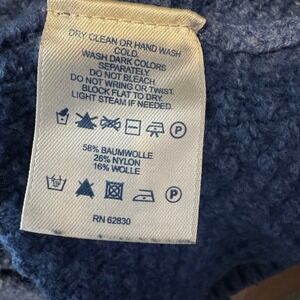 DRY CLEAN OR HAND WASH
COLD.
WASH DARK COLORS
SEPARATELY.
DO NOT BLEACH.
DO NOT WRING OR TWIST.
BLOCK FLAT TO DRY.
LIGHT STEAM IF NEEDED.
P
58% BAUMWOLLE
26% NYLON
16% WOLLE
P
RN 62830